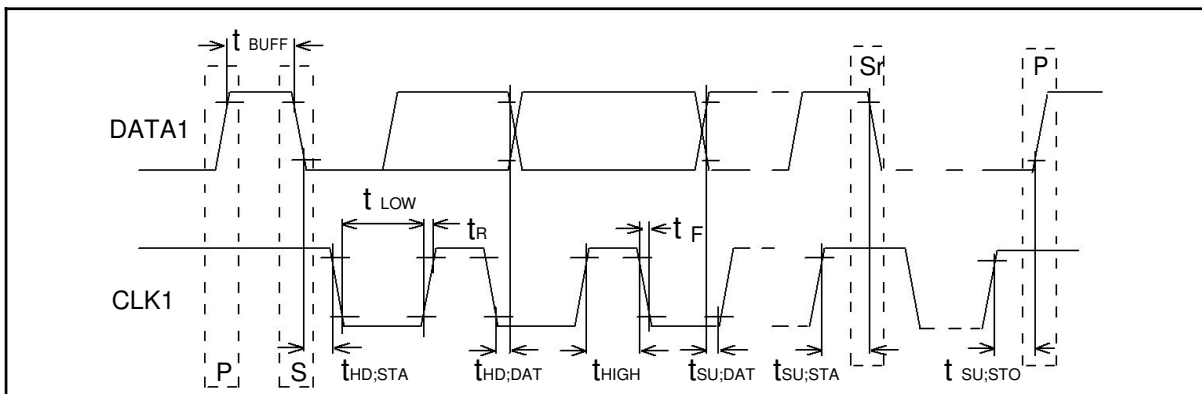 t BUFF
Sr
P
DATA1
t LOW
tR
t F
CLK1
P
S
tHD;STA
tHD;DAT
tHIGH
tSU;DAT
tSU;STA
t SU;STO